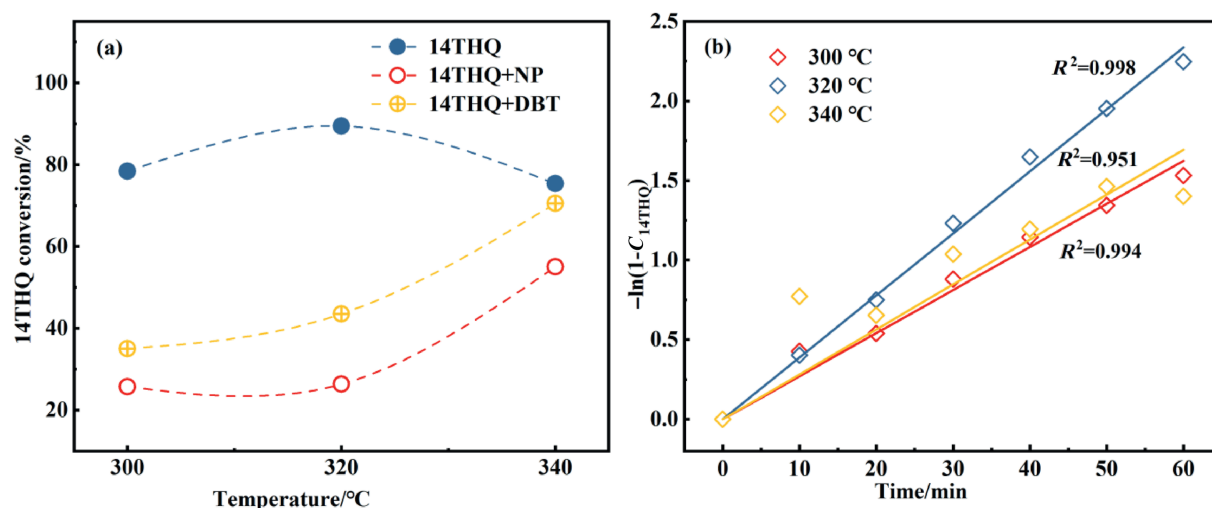 (a)
14THQ
14THQ+NP
14THQ+DBT
14THQ conversion/%
100
80
60
40
20
300
320
340
Temperature/℃
(b)
300 ℃
320 ℃
340 ℃
R²=0.998
R²=0.951
R²=0.994
−ln(1-C₁₄THQ)
2.5
2.0
1.5
1.0
0.5
0.0
0
10
20
30
40
50
60
Time/min